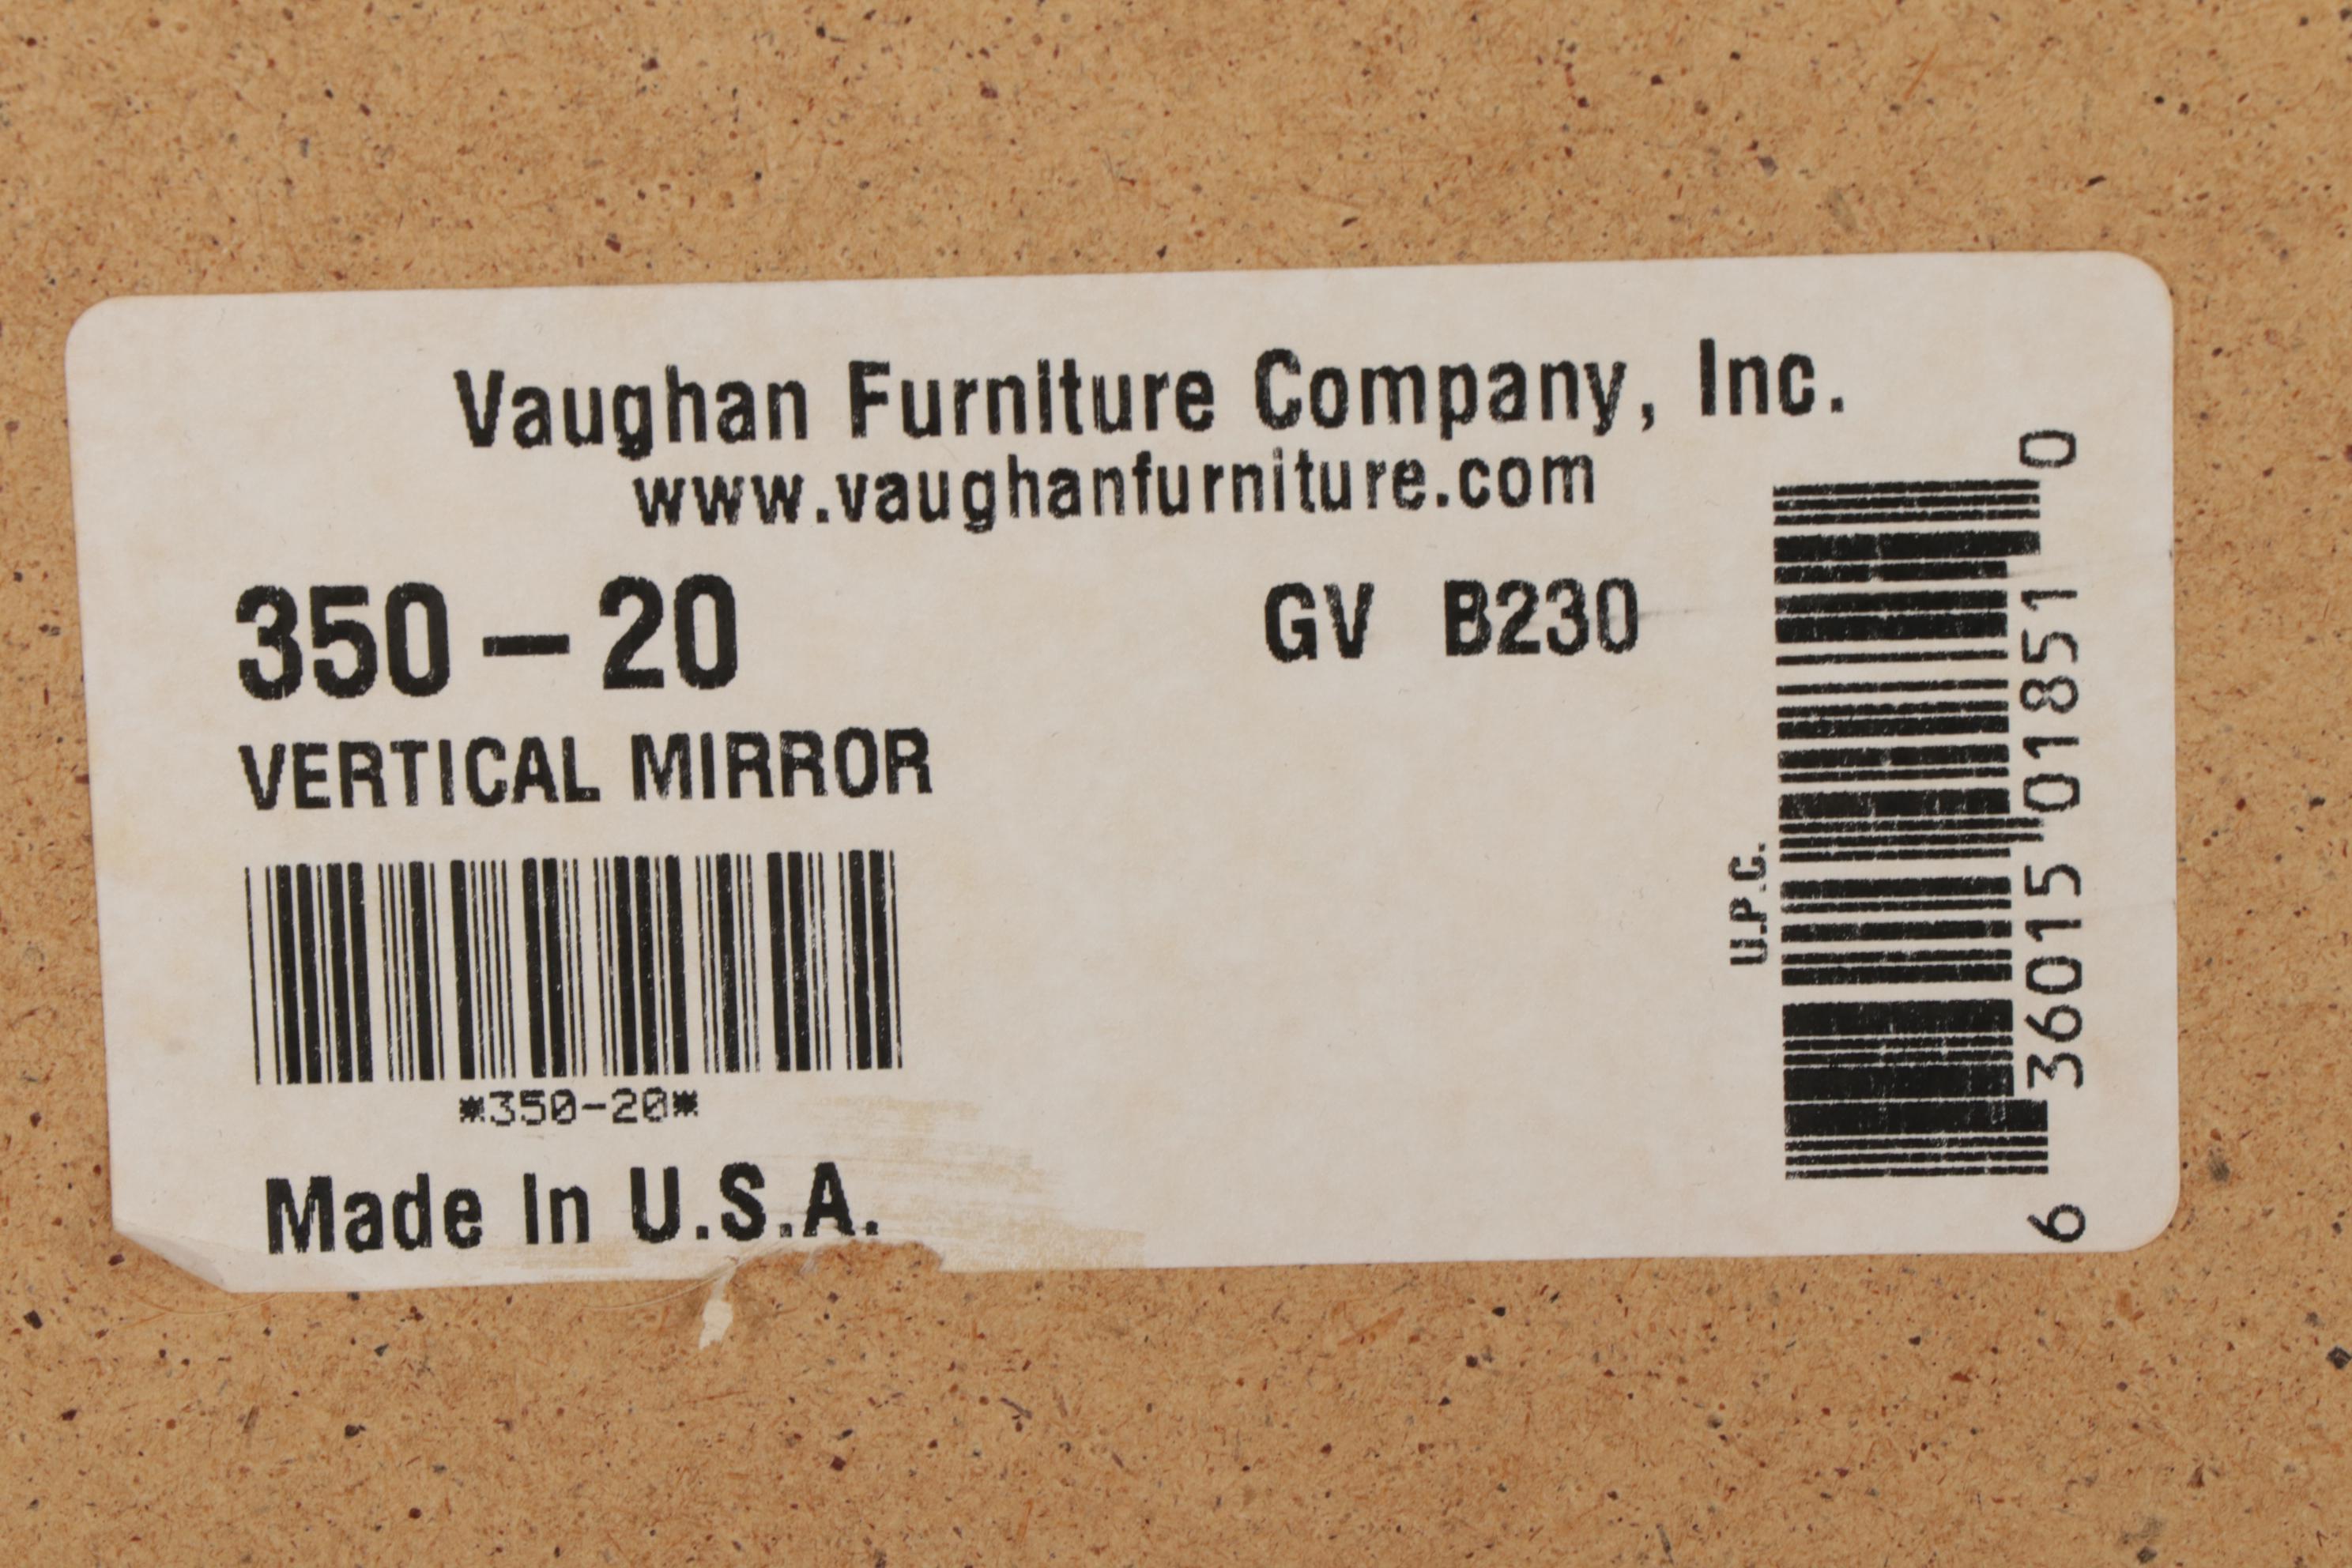 Vaughan Furniture Company, Inc.
www.vaughanfurniture.com
350-20
GV B230
VERTICAL MIRROR
*350-20*
Made In U.S.A.
U.P.C.
6 36015 01851 0